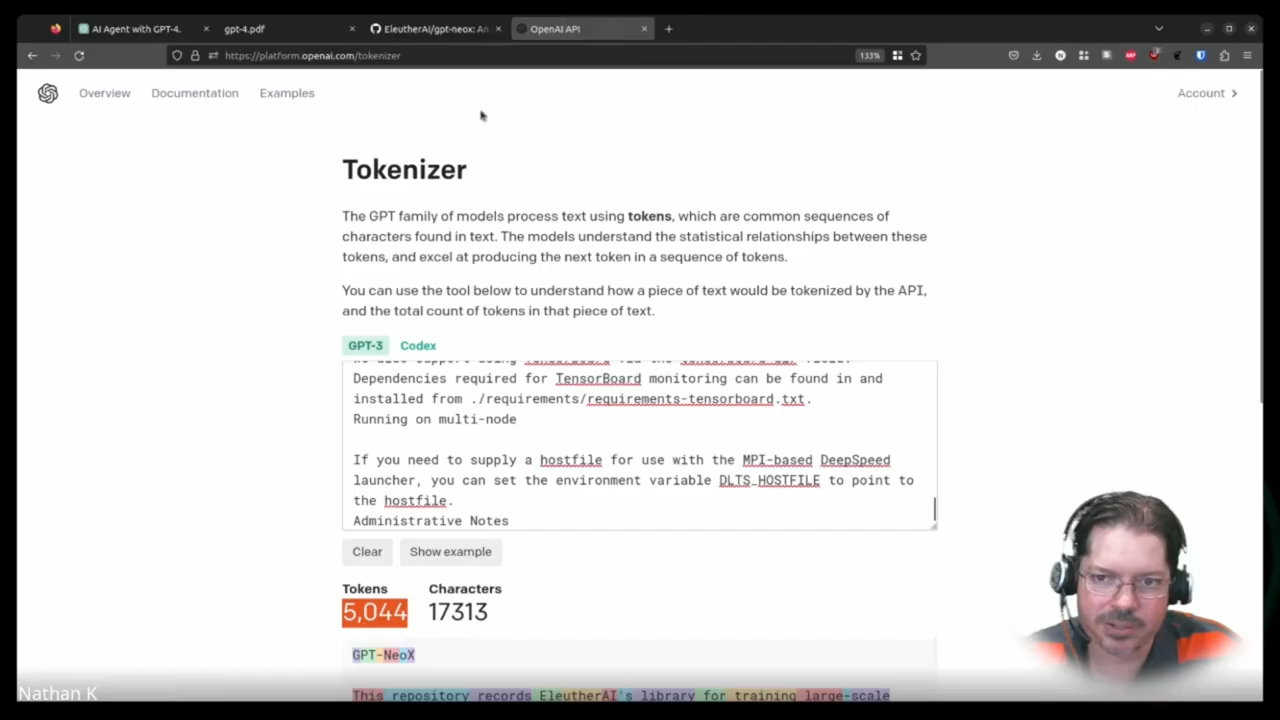 AI Agent with GPT-4.
gpt-4.pdf
EleutherAI/gpt-neox: An
OpenAI API
https://platform.openai.com/tokenizer
133%
Overview
Documentation
Examples
Account
Tokenizer
The GPT family of models process text using tokens, which are common sequences of
characters found in text. The models understand the statistical relationships between these
tokens, and excel at producing the next token in a sequence of tokens.
You can use the tool below to understand how a piece of text would be tokenized by the API,
and the total count of tokens in that piece of text.
GPT-3
Codex
Dependencies required for TensorBoard monitoring can be found in and
installed from ./requirements/requirements-tensorboard.txt.
Running on multi-node
If you need to supply a hostfile for use with the MPI-based DeepSpeed
launcher, you can set the environment variable DLTS_HOSTFILE to point to
the hostfile.
Administrative Notes
Clear
Show example
Tokens
Characters
5,044
17313
GPT-NeoX
This repository records EleutherAI's library for training large-scale
Nathan K